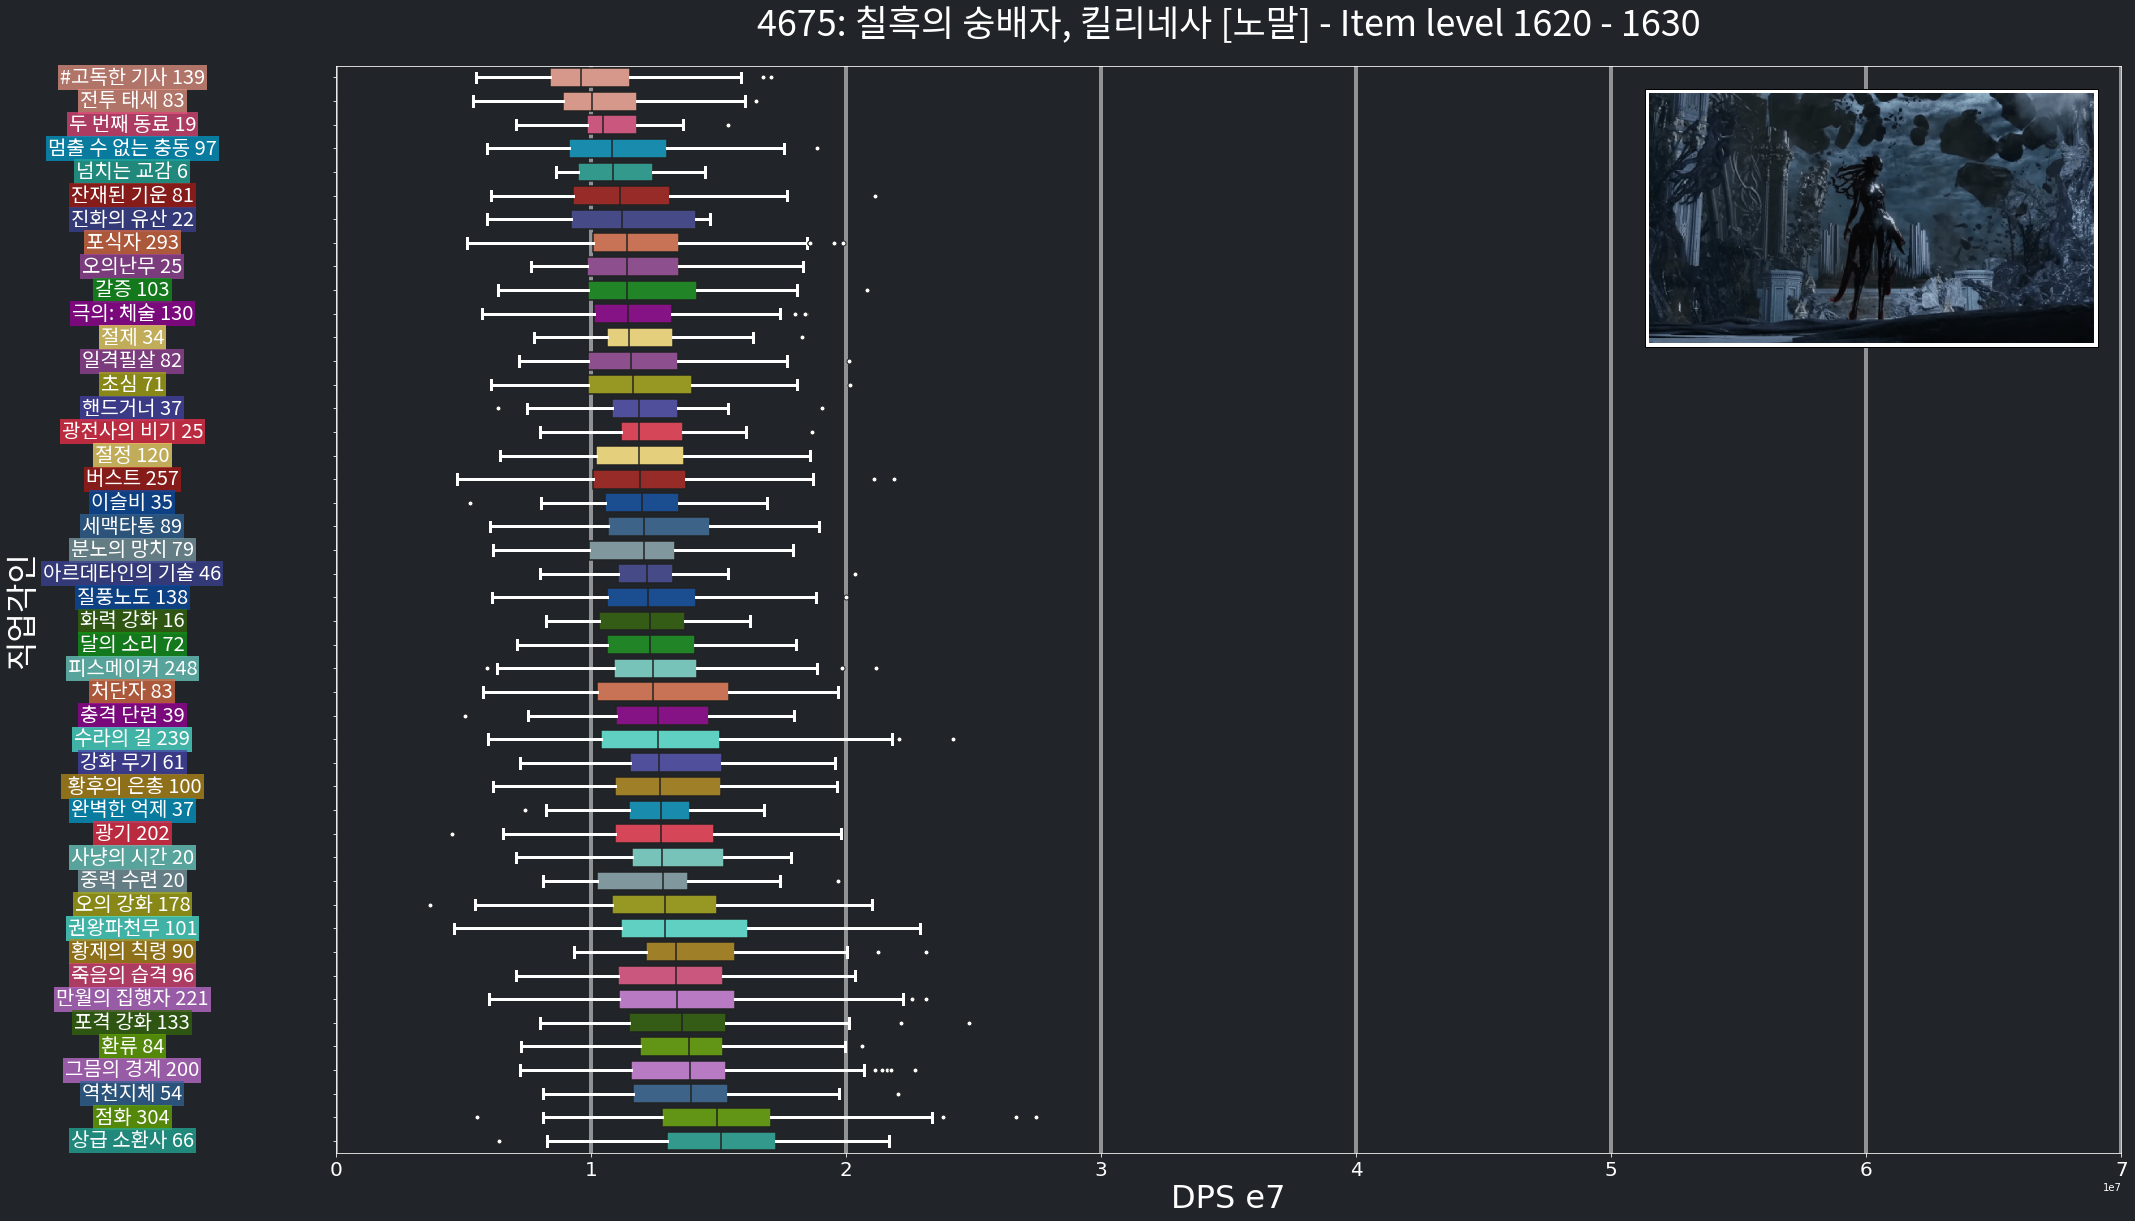 4675: 칠흑의 숭배자, 킬리네사 [노말] - Item level 1620 - 1630
#고독한 기사 139
전투 태세 83
두 번째 동료 19
멈출 수 없는 충동 97
넘치는 교감 6
잔재된 기운 81
진화의 유산 22
포식자 293
오의난무 25
갈증 103
극의: 체술 130
절제 34
일격필살 82
초심 71
핸드거너 37
광전사의 비기 25
절정 120
버스트 257
이슬비 35
세맥타통 89
분노의 망치 79
아르데타인의 기술 46
질풍노도 138
화력 강화 16
달의 소리 72
피스메이커 248
처단자 83
충격 단련 39
수라의 길 239
강화 무기 61
황후의 은총 100
완벽한 억제 37
광기 202
사냥의 시간 20
중력 수련 20
오의 강화 178
권왕파천무 101
황제의 칙령 90
죽음의 습격 96
만월의 집행자 221
포격 강화 133
환류 84
그믐의 경계 200
역천지체 54
점화 304
상급 소환사 66
직업각인
0 1 2 3 4 5 6 7
1e7
DPS e7